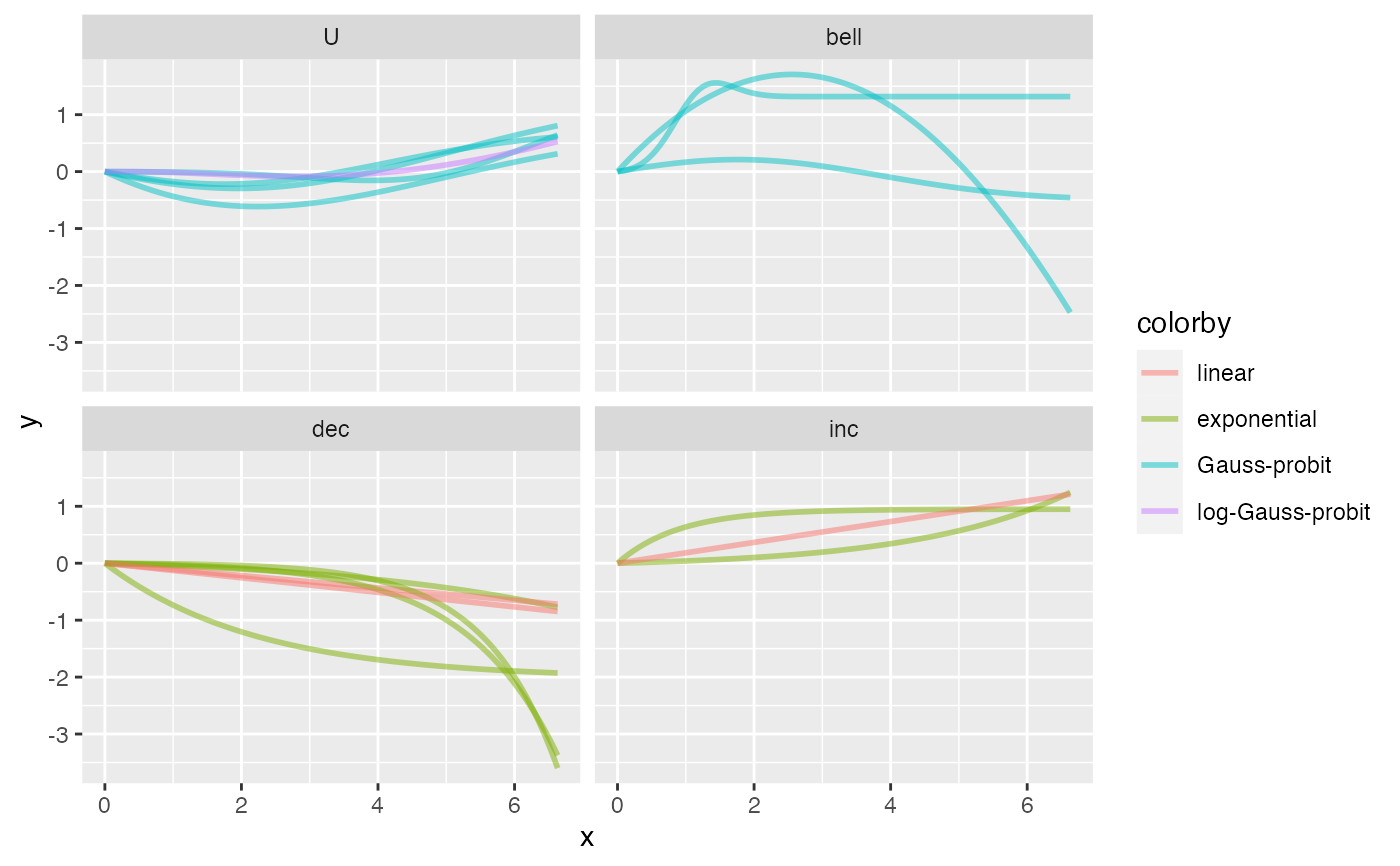 U
bell
1
0
-1
-2
-3
dec
inc
1
0
-1
-2
-3
0
2
4
6
0
2
4
6
x
y
colorby
linear
exponential
Gauss-probit
log-Gauss-probit